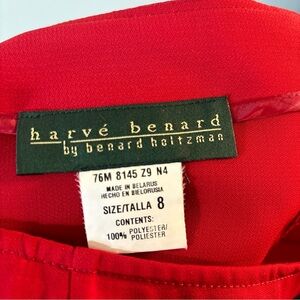 harvé benard
by benard holtzman
76M 8145 Z9 N4
MADE IN BELARUS
HECHO EN BIELORUSIA
SIZE/TALLA 8
CONTENTS:
100% POLYESTER/
POLIESTER